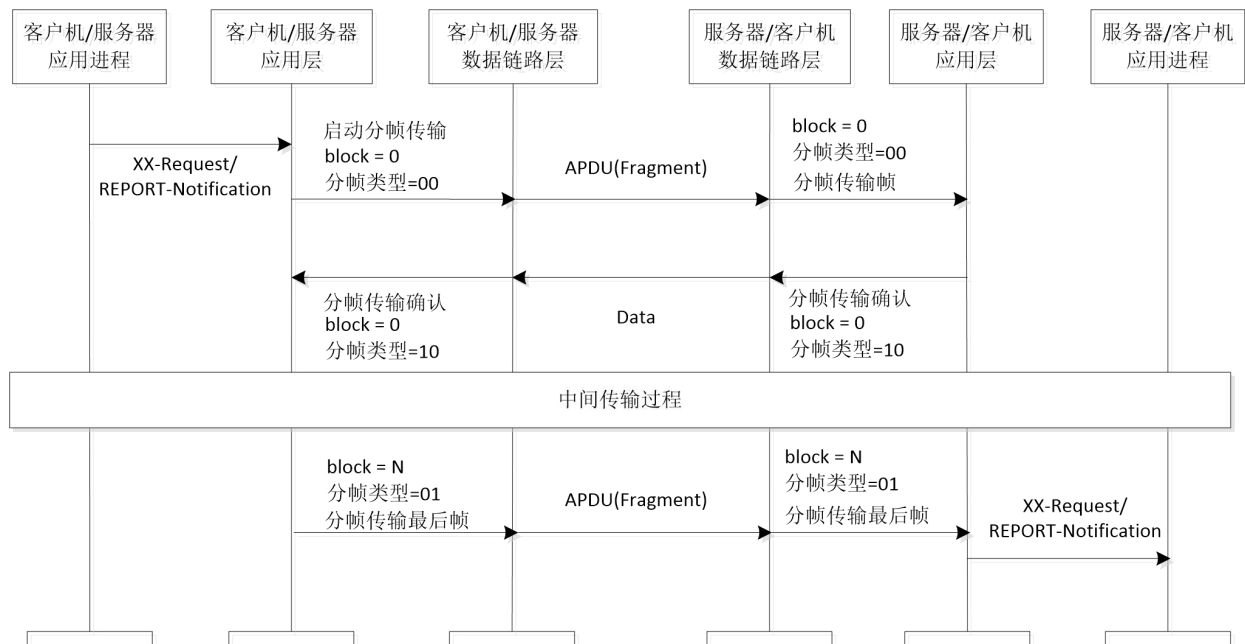 客户机/服务器
应用进程
客户机/服务器
应用层
客户机/服务器
数据链路层
服务器/客户机
数据链路层
服务器/客户机
应用层
服务器/客户机
应用进程
XX-Request/
REPORT-Notification
启动分帧传输
block = 0
分帧类型=00
APDU(Fragment)
block = 0
分帧类型=00
分帧传输帧
分帧传输确认
block = 0
分帧类型=10
Data
分帧传输确认
block = 0
分帧类型=10
中间传输过程
block = N
分帧类型=01
分帧传输最后帧
APDU(Fragment)
block = N
分帧类型=01
分帧传输最后帧
XX-Request/
REPORT-Notification